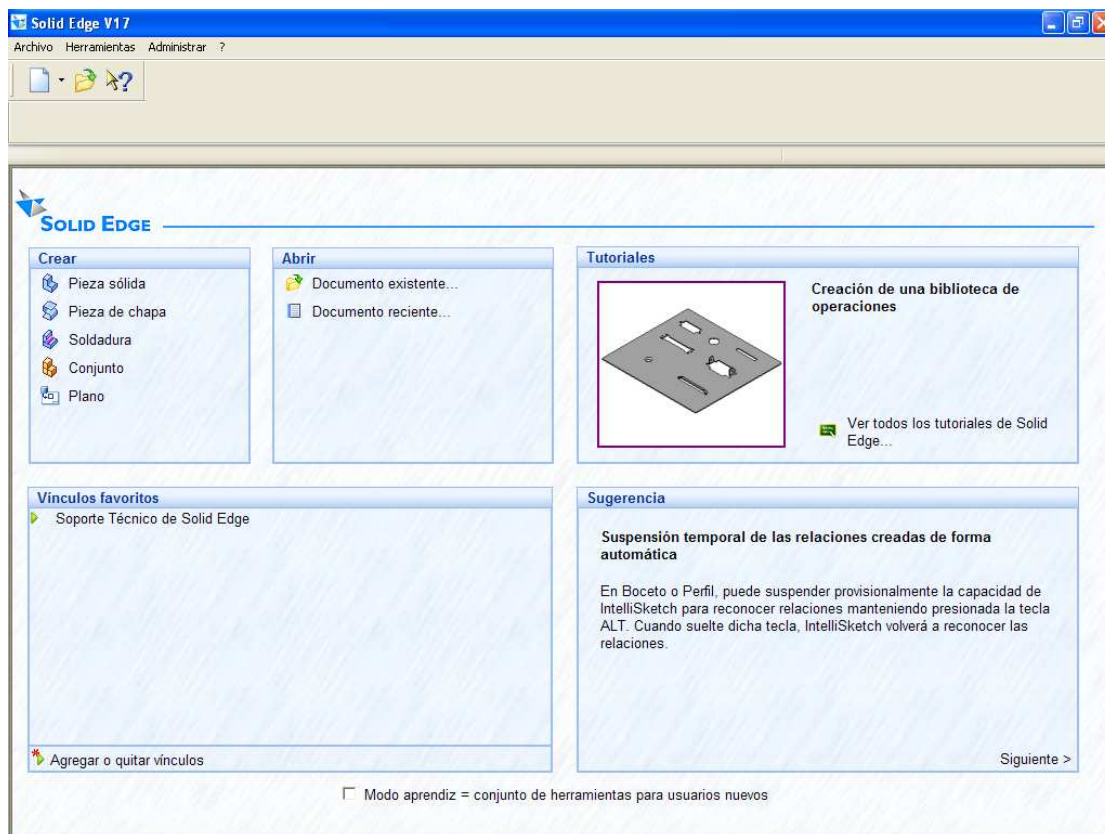 Solid Edge V17
Archivo Herramientas Administrar ?
SOLID EDGE
Crear
Pieza sólida
Pieza de chapa
Soldadura
Conjunto
Plano
Abrir
Documento existente...
Documento reciente...
Tutoriales
Creación de una biblioteca de
operaciones
Ver todos los tutoriales de Solid
Edge...
Vínculos favoritos
Soporte Técnico de Solid Edge
Agregar o quitar vínculos
Sugerencia
Suspensión temporal de las relaciones creadas de forma
automática
En Boceto o Perfil, puede suspender provisionalmente la capacidad de
IntelliSketch para reconocer relaciones manteniendo presionada la tecla
ALT. Cuando suelte dicha tecla, IntelliSketch volverá a reconocer las
relaciones.
Siguiente >
Modo aprendiz = conjunto de herramientas para usuarios nuevos